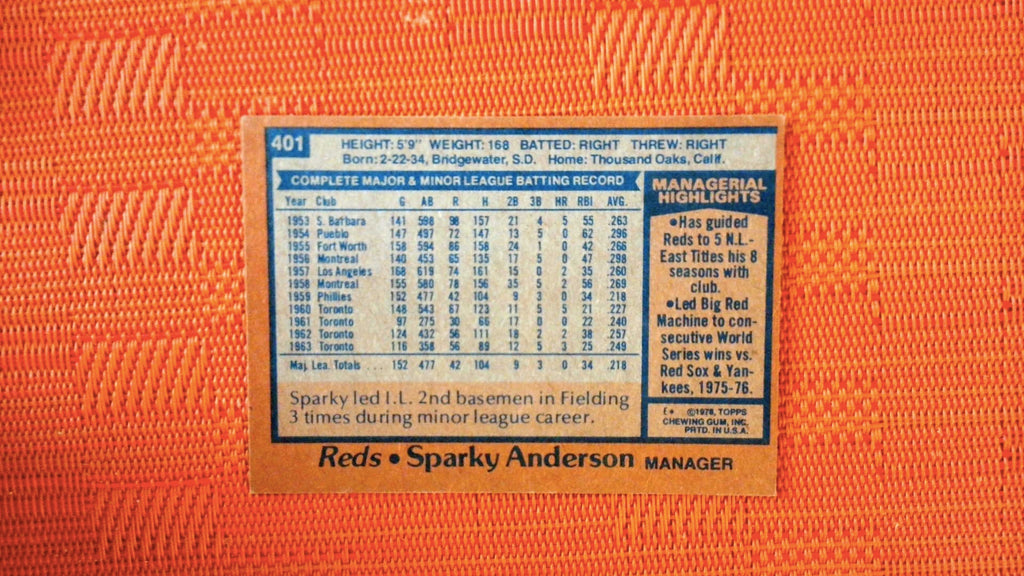 401
HEIGHT: 5'9" WEIGHT: 168 BATTED: RIGHT THREW: RIGHT
Born: 2-22-34, Bridgewater, S.D. Home: Thousand Oaks, Calif.
COMPLETE MAJOR & MINOR LEAGUE BATTING RECORD
Year Club G AB R H 2B 3B HR RBI AVG.
1953 S. Barbara 141 598 98 157 21 4 5 55 .263
1954 Pueblo 147 497 72 147 13 5 0 62 .296
1955 Fort Worth 158 594 86 158 24 1 0 42 .266
1956 Montreal 140 453 65 135 17 5 0 47 .298
1957 Los Angeles 168 619 74 161 15 0 2 35 .260
1958 Montreal 155 580 78 156 35 5 2 56 .269
1959 Phillies 152 477 42 104 9 3 0 34 .218
1960 Toronto 148 543 67 123 11 5 5 21 .227
1961 Toronto 97 275 30 66 17 0 0 22 .240
1962 Toronto 124 432 56 111 18 2 2 38 .257
1963 Toronto 116 358 56 89 12 5 3 25 .249
Maj. Lea. Totals . . . 152 477 42 104 9 3 0 34 .218
Sparky led I.L. 2nd basemen in Fielding
3 times during minor league career.
MANAGERIAL
HIGHLIGHTS
•Has guided
Reds to 5 N.L.-
East Titles his 8
seasons with
club.
•Led Big Red
Machine to con-
secutive World
Series wins vs.
Red Sox & Yan-
kees, 1975-76.
E* ©1978, TOPPS
CHEWING GUM, INC.
PRTD. IN U.S.A.
Reds • Sparky Anderson MANAGER